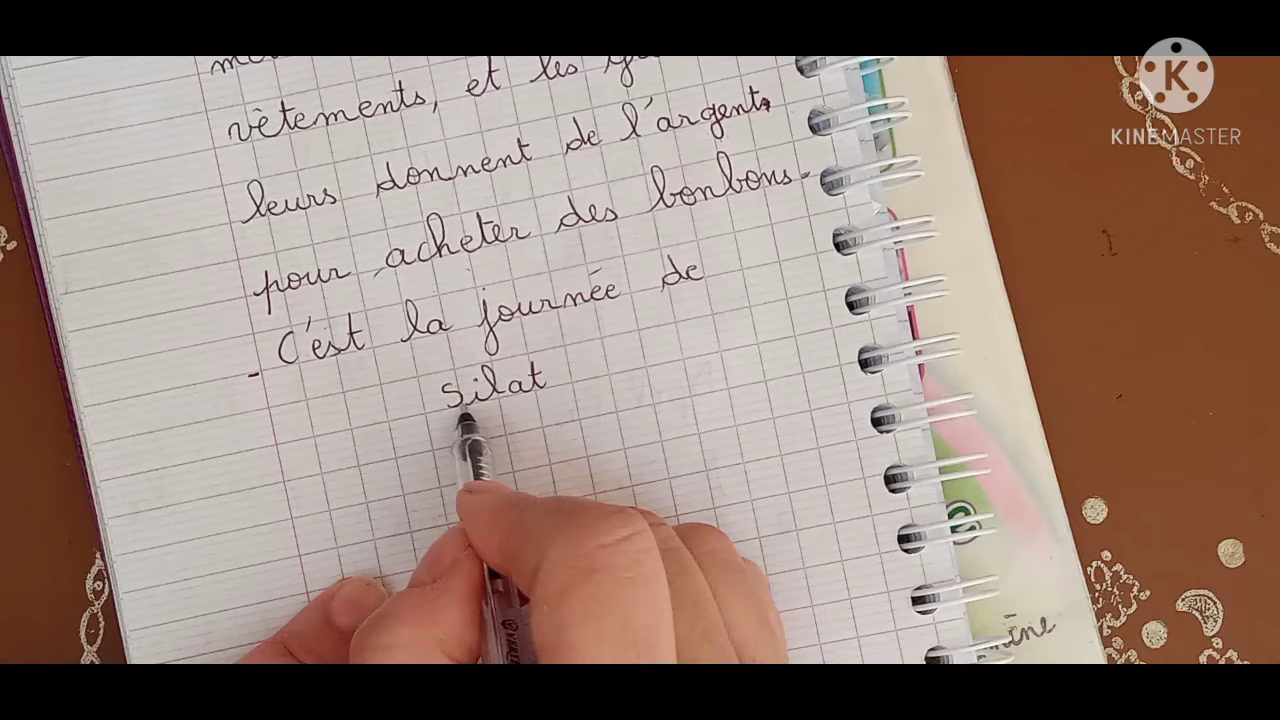 vêtements, et les
leurs donnent de l'argent.
pour acheter des bonbons.
- C'est la journée de
silat
KINEMASTER